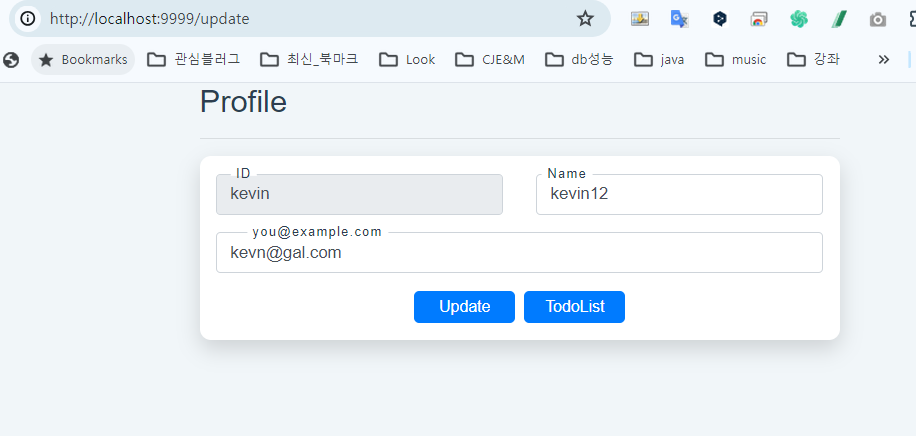 http://localhost:9999/update
Bookmarks 관심블러그 최신_북마크 Look CJE&M db성능 java music 강좌 »
Profile
ID Name
kevin kevin12
you@example.com
kevn@gal.com
Update TodoList